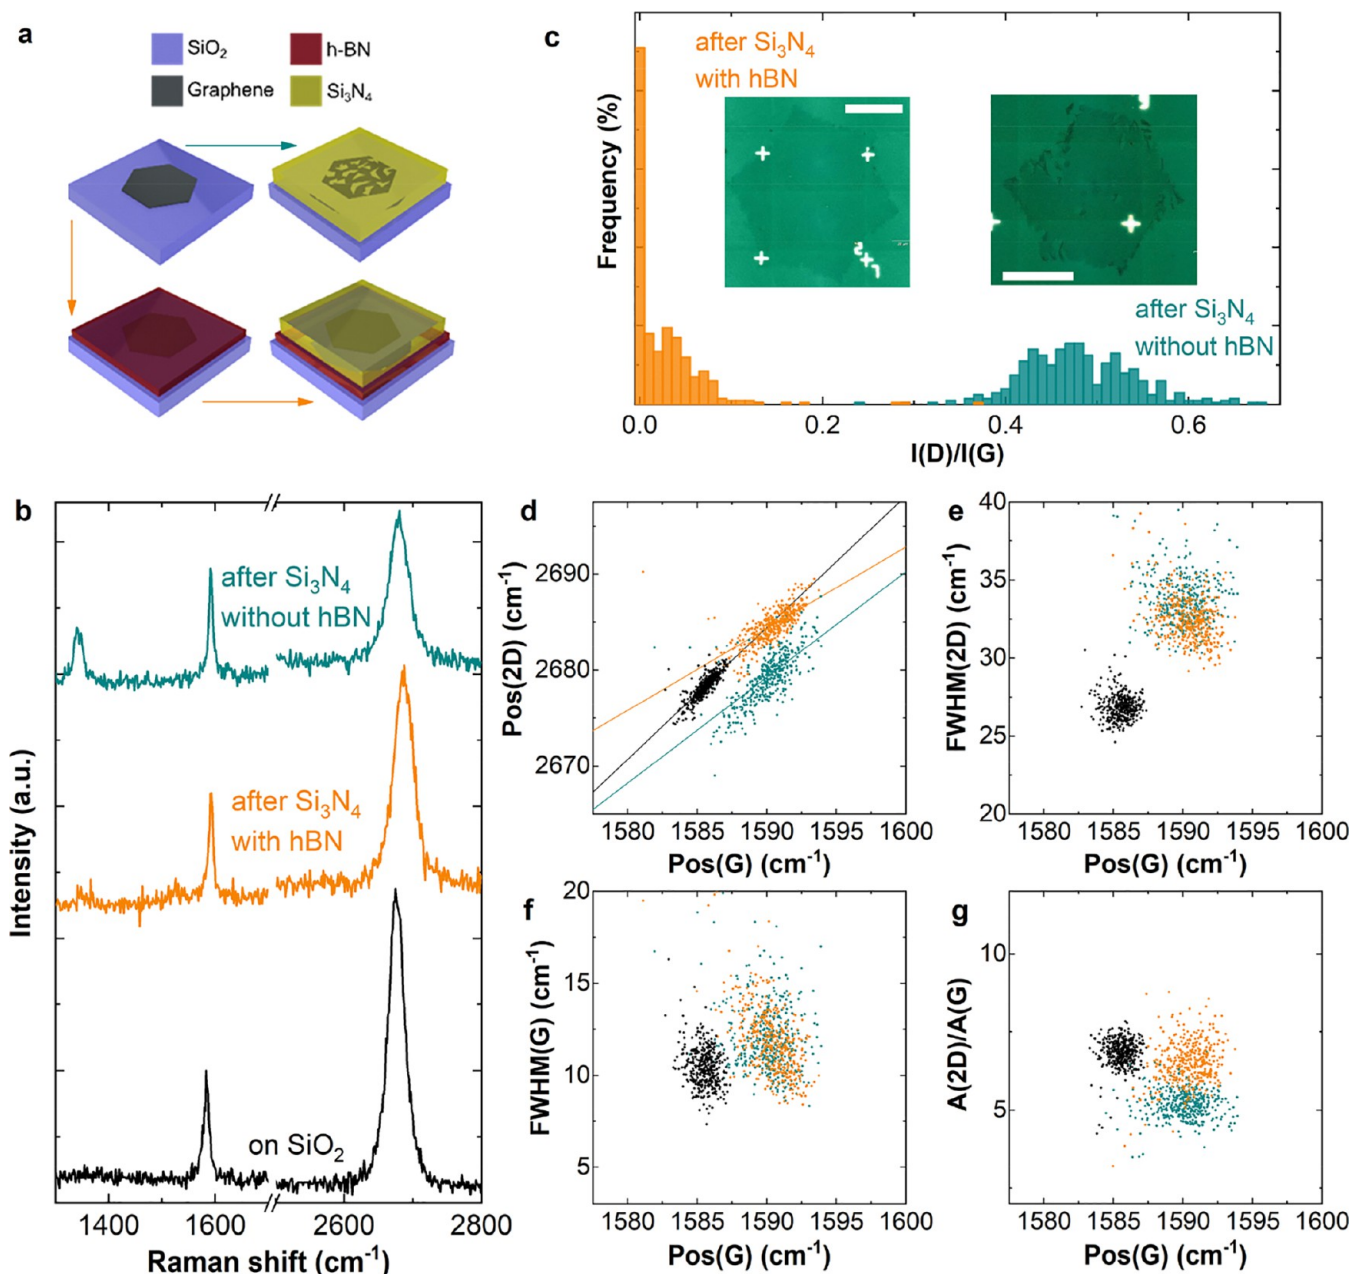 a
SiO₂
h-BN
Graphene
Si₃N₄
c
after Si₃N₄
with hBN
after Si₃N₄
without hBN
Frequency (%)
0.0
0.2
0.4
0.6
I(D)/I(G)
b
after Si₃N₄
without hBN
after Si₃N₄
with hBN
on SiO₂
Intensity (a.u.)
1400
1600
2600
2800
Raman shift (cm⁻¹)
d
2690
2680
2670
Pos(2D) (cm⁻¹)
1580 1585 1590 1595 1600
Pos(G) (cm⁻¹)
e
40
35
30
25
20
FWHM(2D) (cm⁻¹)
1580 1585 1590 1595 1600
Pos(G) (cm⁻¹)
f
20
15
10
5
FWHM(G) (cm⁻¹)
1580 1585 1590 1595 1600
Pos(G) (cm⁻¹)
g
10
5
A(2D)/A(G)
1580 1585 1590 1595 1600
Pos(G) (cm⁻¹)